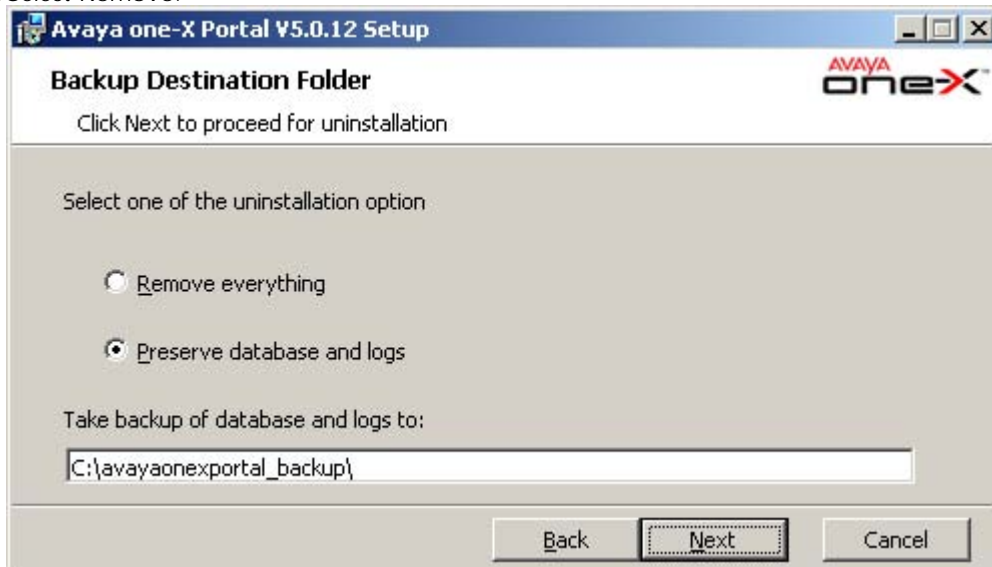 Select Remove.
Avaya one-X Portal V5.0.12 Setup
Backup Destination Folder
AVAYA
one-X
Click Next to proceed for uninstallation
Select one of the uninstallation option
Remove everything
Preserve database and logs
Take backup of database and logs to:
C:\avayaonexportal_backup\
Back
Next
Cancel